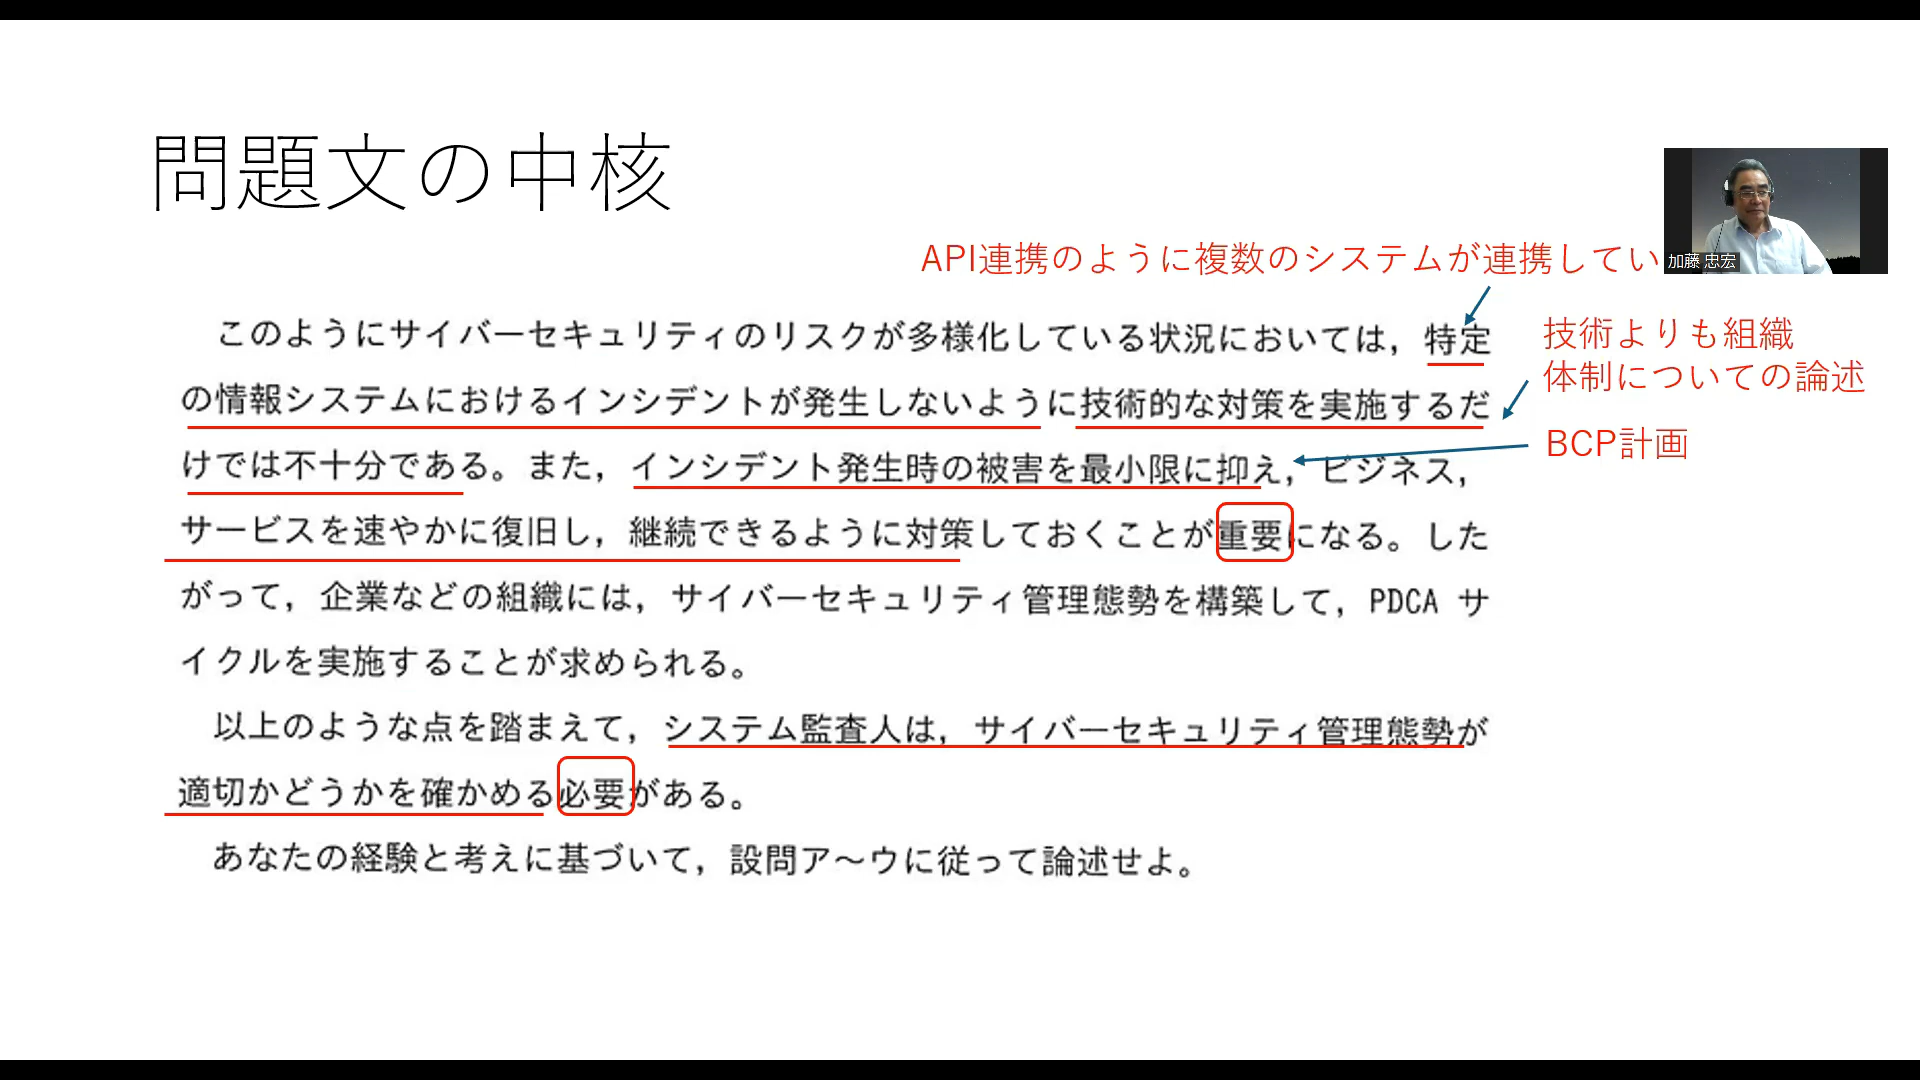 問題文の中核
API連携のように複数のシステムが連携してい
加藤 忠宏
このようにサイバーセキュリティのリスクが多様化している状況においては，特定
の情報システムにおけるインシデントが発生しないように技術的な対策を実施するだ
けでは不十分である。また，インシデント発生時の被害を最小限に抑え，ビジネス，
サービスを速やかに復旧し，継続できるように対策しておくことが重要になる。した
がって，企業などの組織には，サイバーセキュリティ管理態勢を構築して，PDCA サ
イクルを実施することが求められる。
以上のような点を踏まえて，システム監査人は，サイバーセキュリティ管理態勢が
適切かどうかを確かめる必要がある。
あなたの経験と考えに基づいて，設問ア～ウに従って論述せよ。
技術よりも組織
体制についての論述
BCP計画